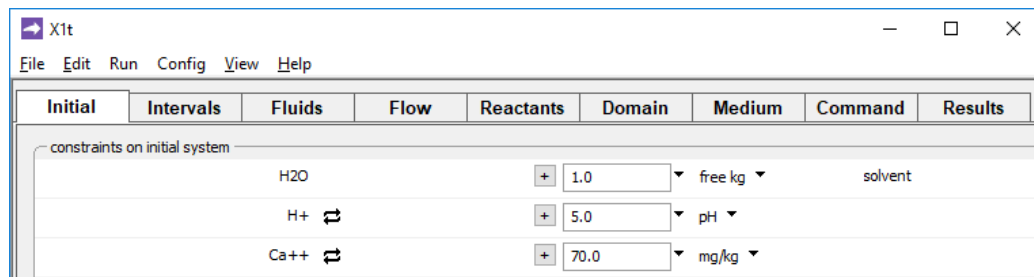 X1t
File Edit Run Config View Help
Initial Intervals Fluids Flow Reactants Domain Medium Command Results
constraints on initial system
H2O + 1.0 free kg solvent
H+ + 5.0 pH
Ca++ + 70.0 mg/kg